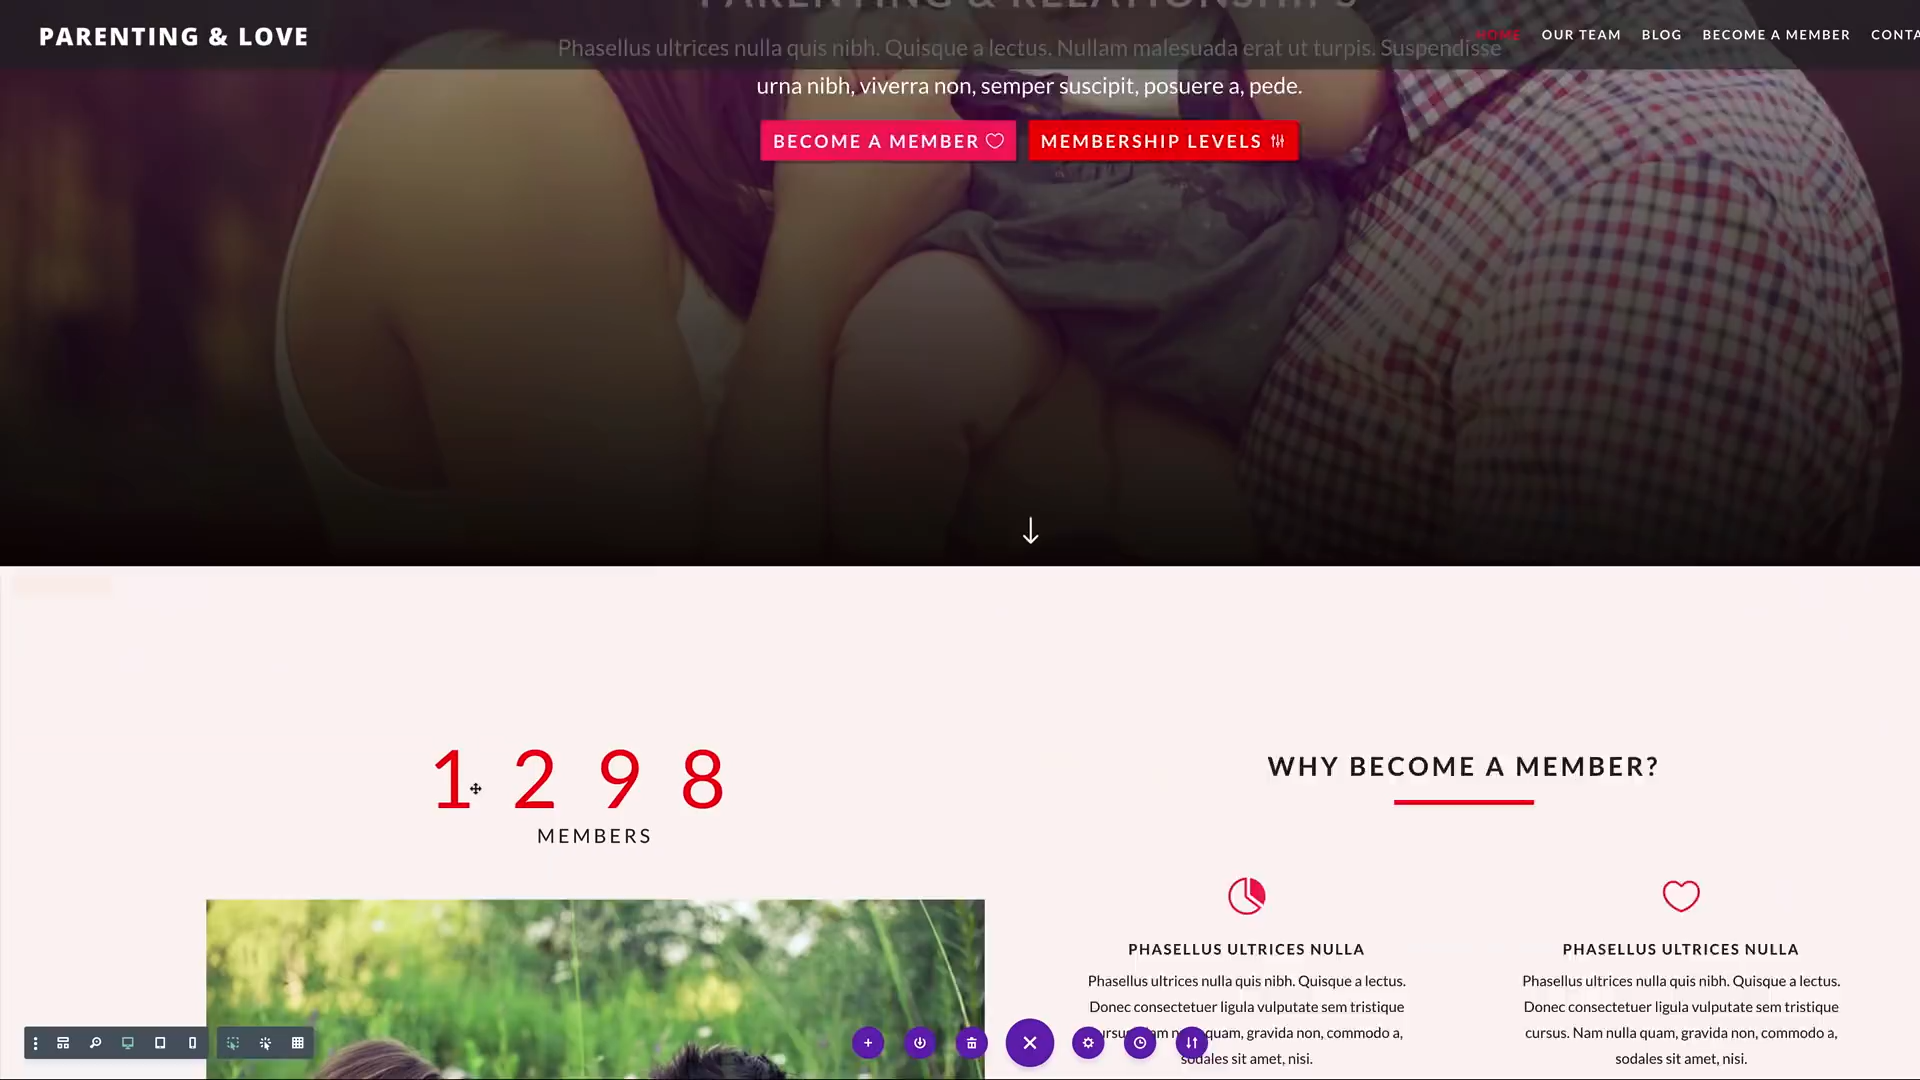 PARENTING & RELATIONSHIPS
PARENTING & LOVE
HOME OUR TEAM BLOG BECOME A MEMBER CONTA
Phasellus ultrices nulla quis nibh. Quisque a lectus. Nullam malesuada erat ut turpis. Suspendisse
urna nibh, viverra non, semper suscipit, posuere a, pede.
BECOME A MEMBER
MEMBERSHIP LEVELS
1 2 9 8
MEMBERS
WHY BECOME A MEMBER?
PHASELLUS ULTRICES NULLA
Phasellus ultrices nulla quis nibh. Quisque a lectus.
Donec consectetuer ligula vulputate sem tristique
quam, gravida non, commodo a,
sodales sit amet, nisi.
PHASELLUS ULTRICES NULLA
Phasellus ultrices nulla quis nibh. Quisque a lectus.
Donec consectetuer ligula vulputate sem tristique
cursus. Nam nulla quam, gravida non, commodo a,
sodales sit amet, nisi.